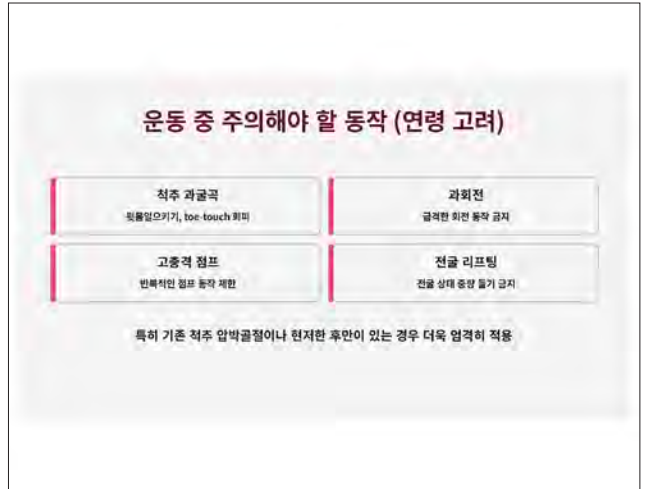 운동 중 주의해야 할 동작 (연령 고려)
척추 과굴곡
윗몸일으키기, toe-touch 회피
과회전
급격한 회전 동작 금지
고충격 점프
반복적인 점프 동작 제한
전굴 리프팅
전굴 상태 중량 들기 금지
특히 기존 척추 압박골절이나 현저한 후만이 있는 경우 더욱 엄격히 적용